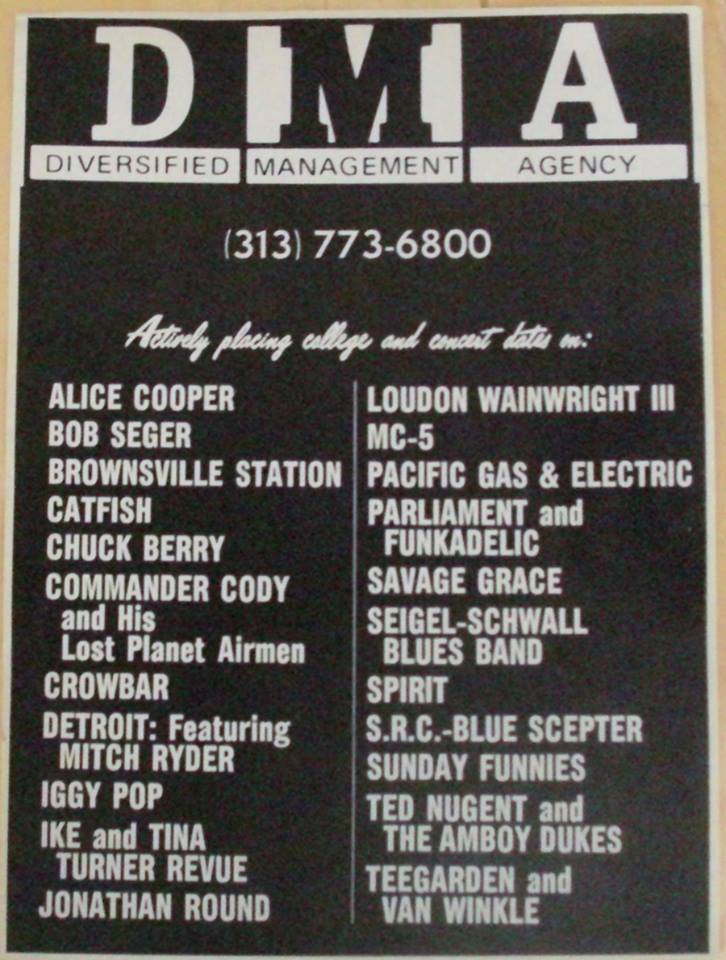 D M A
DIVERSIFIED MANAGEMENT AGENCY
(313) 773-6800
Actively placing college and concert dates on:
ALICE COOPER
BOB SEGER
BROWNSVILLE STATION
CATFISH
CHUCK BERRY
COMMANDER CODY
and His
Lost Planet Airmen
CROWBAR
DETROIT: Featuring
MITCH RYDER
IGGY POP
IKE and TINA
TURNER REVUE
JONATHAN ROUND
LOUDON WAINWRIGHT III
MC-5
PACIFIC GAS & ELECTRIC
PARLIAMENT and
FUNKADELIC
SAVAGE GRACE
SEIGEL-SCHWALL
BLUES BAND
SPIRIT
S.R.C.-BLUE SCEPTER
SUNDAY FUNNIES
TED NUGENT and
THE AMBOY DUKES
TEEGARDEN and
VAN WINKLE